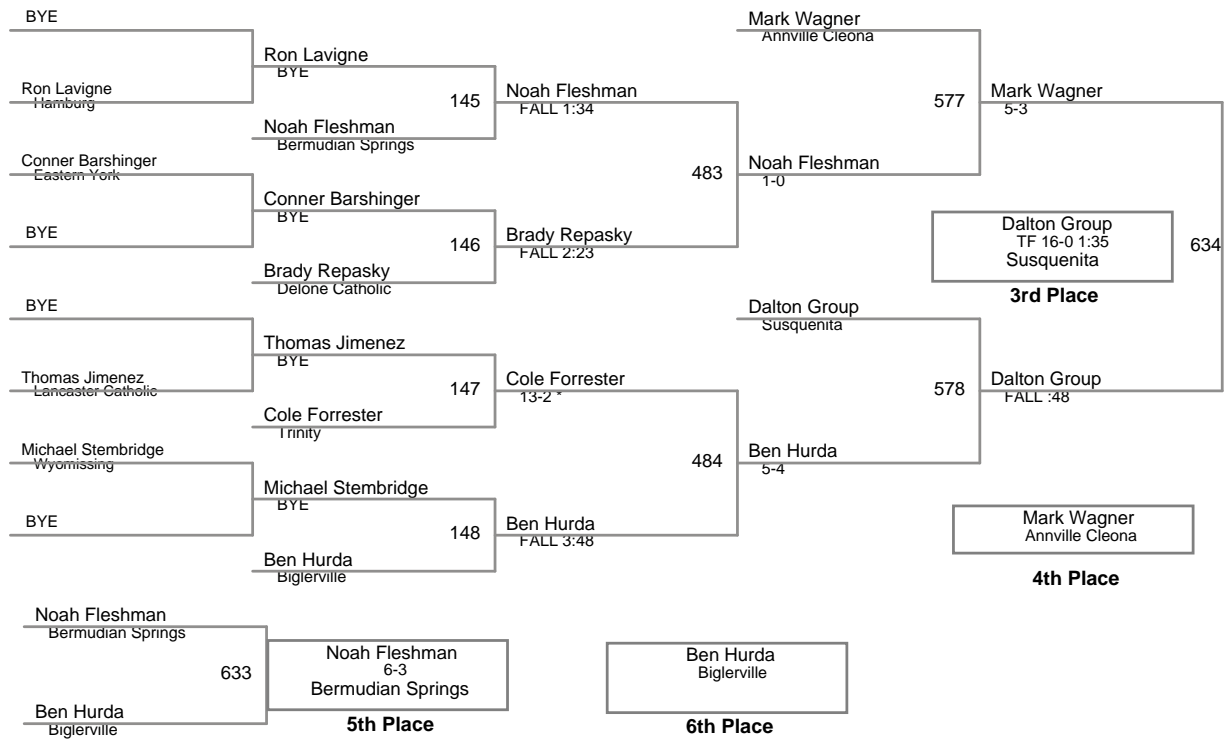 BYE
Ron Lavigne
Hamburg
Conner Barshinger
Eastern York
BYE
BYE
Thomas Jimenez
Lancaster Catholic
Michael Stembridge
Wyomissing
BYE
Ron Lavigne
BYE
145
Noah Fleshman
Bermudian Springs
Conner Barshinger
BYE
146
Brady Repasky
Delone Catholic
Thomas Jimenez
BYE
147
Cole Forrester
Trinity
Michael Stembridge
BYE
148
Ben Hurda
Biglerville
Noah Fleshman
FALL 1:34
483
Brady Repasky
FALL 2:23
Cole Forrester
13-2 *
484
Ben Hurda
FALL 3:48
Mark Wagner
Annville Cleona
577
Noah Fleshman
1-0
Dalton Group
Susquenita
578
Ben Hurda
5-4
Mark Wagner
5-3
Dalton Group
TF 16-0 1:35
Susquenita
634
3rd Place
Dalton Group
FALL :48
Mark Wagner
Annville Cleona
4th Place
Noah Fleshman
Bermudian Springs
633
Ben Hurda
Biglerville
Noah Fleshman
6-3
Bermudian Springs
5th Place
Ben Hurda
Biglerville
6th Place